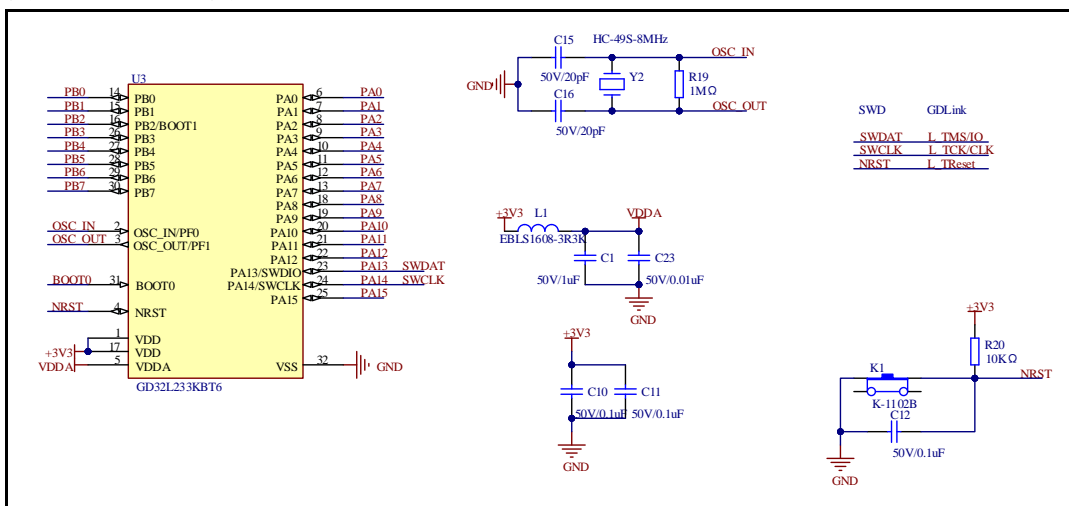 U3
PB0 14 PB0
PB1 15 PB1
PB2 16 PB2/BOOT1
PB3 26 PB3
PB4 27 PB4
PB5 28 PB5
PB6 29 PB6
PB7 30 PB7
OSC_IN 2 OSC_IN/PF0
OSC_OUT 3 OSC_OUT/PF1
BOOT0 31 BOOT0
NRST 4 NRST
+3V3 1 VDD
17 VDD
VDDA 5 VDDA
PA0 6 PA0
PA1 7 PA1
PA2 8 PA2
PA3 9 PA3
PA4 10 PA4
PA5 11 PA5
PA6 12 PA6
PA7 13 PA7
PA8 18 PA8
PA9 19 PA9
PA10 20 PA10
PA11 21 PA11
PA12 22 PA12
PA13/SWDIO 23 PA13 SWDAT
PA14/SWCLK 24 PA14 SWCLK
PA15 25 PA15
VSS 32 GND
GD32L233KBT6
C15 HC-49S-8MHz OSC_IN
50V/20pF Y2 R19
GND 1MΩ
C16 OSC_OUT
50V/20pF
SWD GDLink
SWDAT L_TMS/IO
SWCLK L_TCK/CLK
NRST L_TReset
+3V3 L1 VDDA
EBLS1608-3R3K
C1 C23
50V/1uF 50V/0.01uF
GND
+3V3
C10 C11
50V/0.1uF 50V/0.1uF
GND
+3V3
R20
10KΩ
K1 NRST
K-1102B
C12
50V/0.1uF
GND